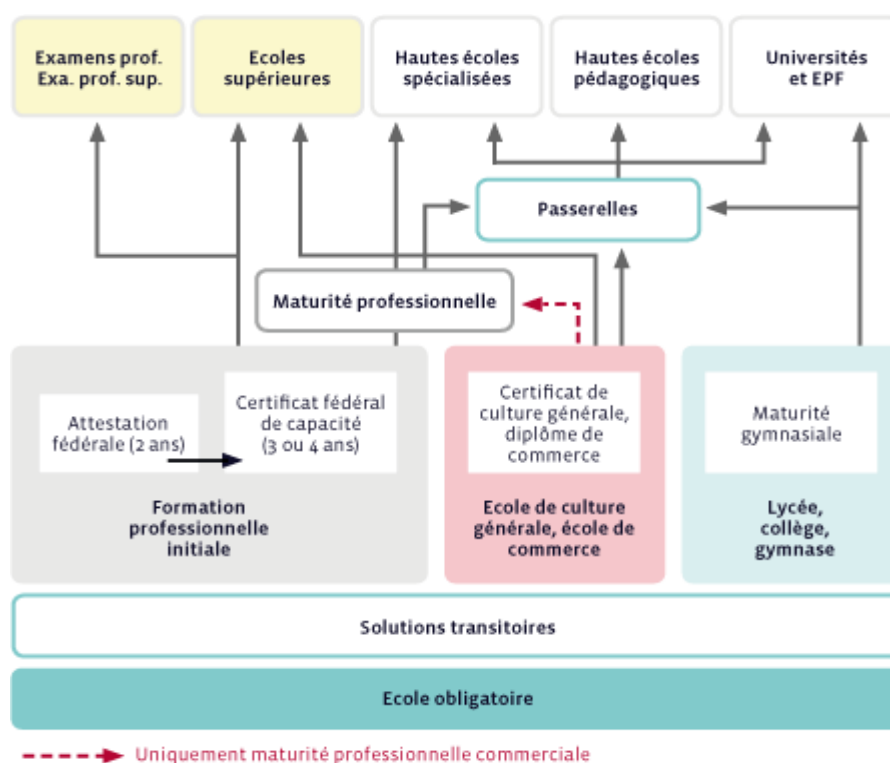 Examens prof.
Exa. prof. sup.
Ecoles
supérieures
Hautes écoles
spécialisées
Hautes écoles
pédagogiques
Universités
et EPF
Passerelles
Maturité professionnelle
Attestation
fédérale (2 ans)
Certificat fédéral
de capacité
(3 ou 4 ans)
Formation
professionnelle
initiale
Certificat de
culture générale,
diplôme de
commerce
Ecole de culture
générale, école de
commerce
Maturité
gymnasiale
Lycée,
collège,
gymnase
Solutions transitoires
Ecole obligatoire
Uniquement maturité professionnelle commerciale